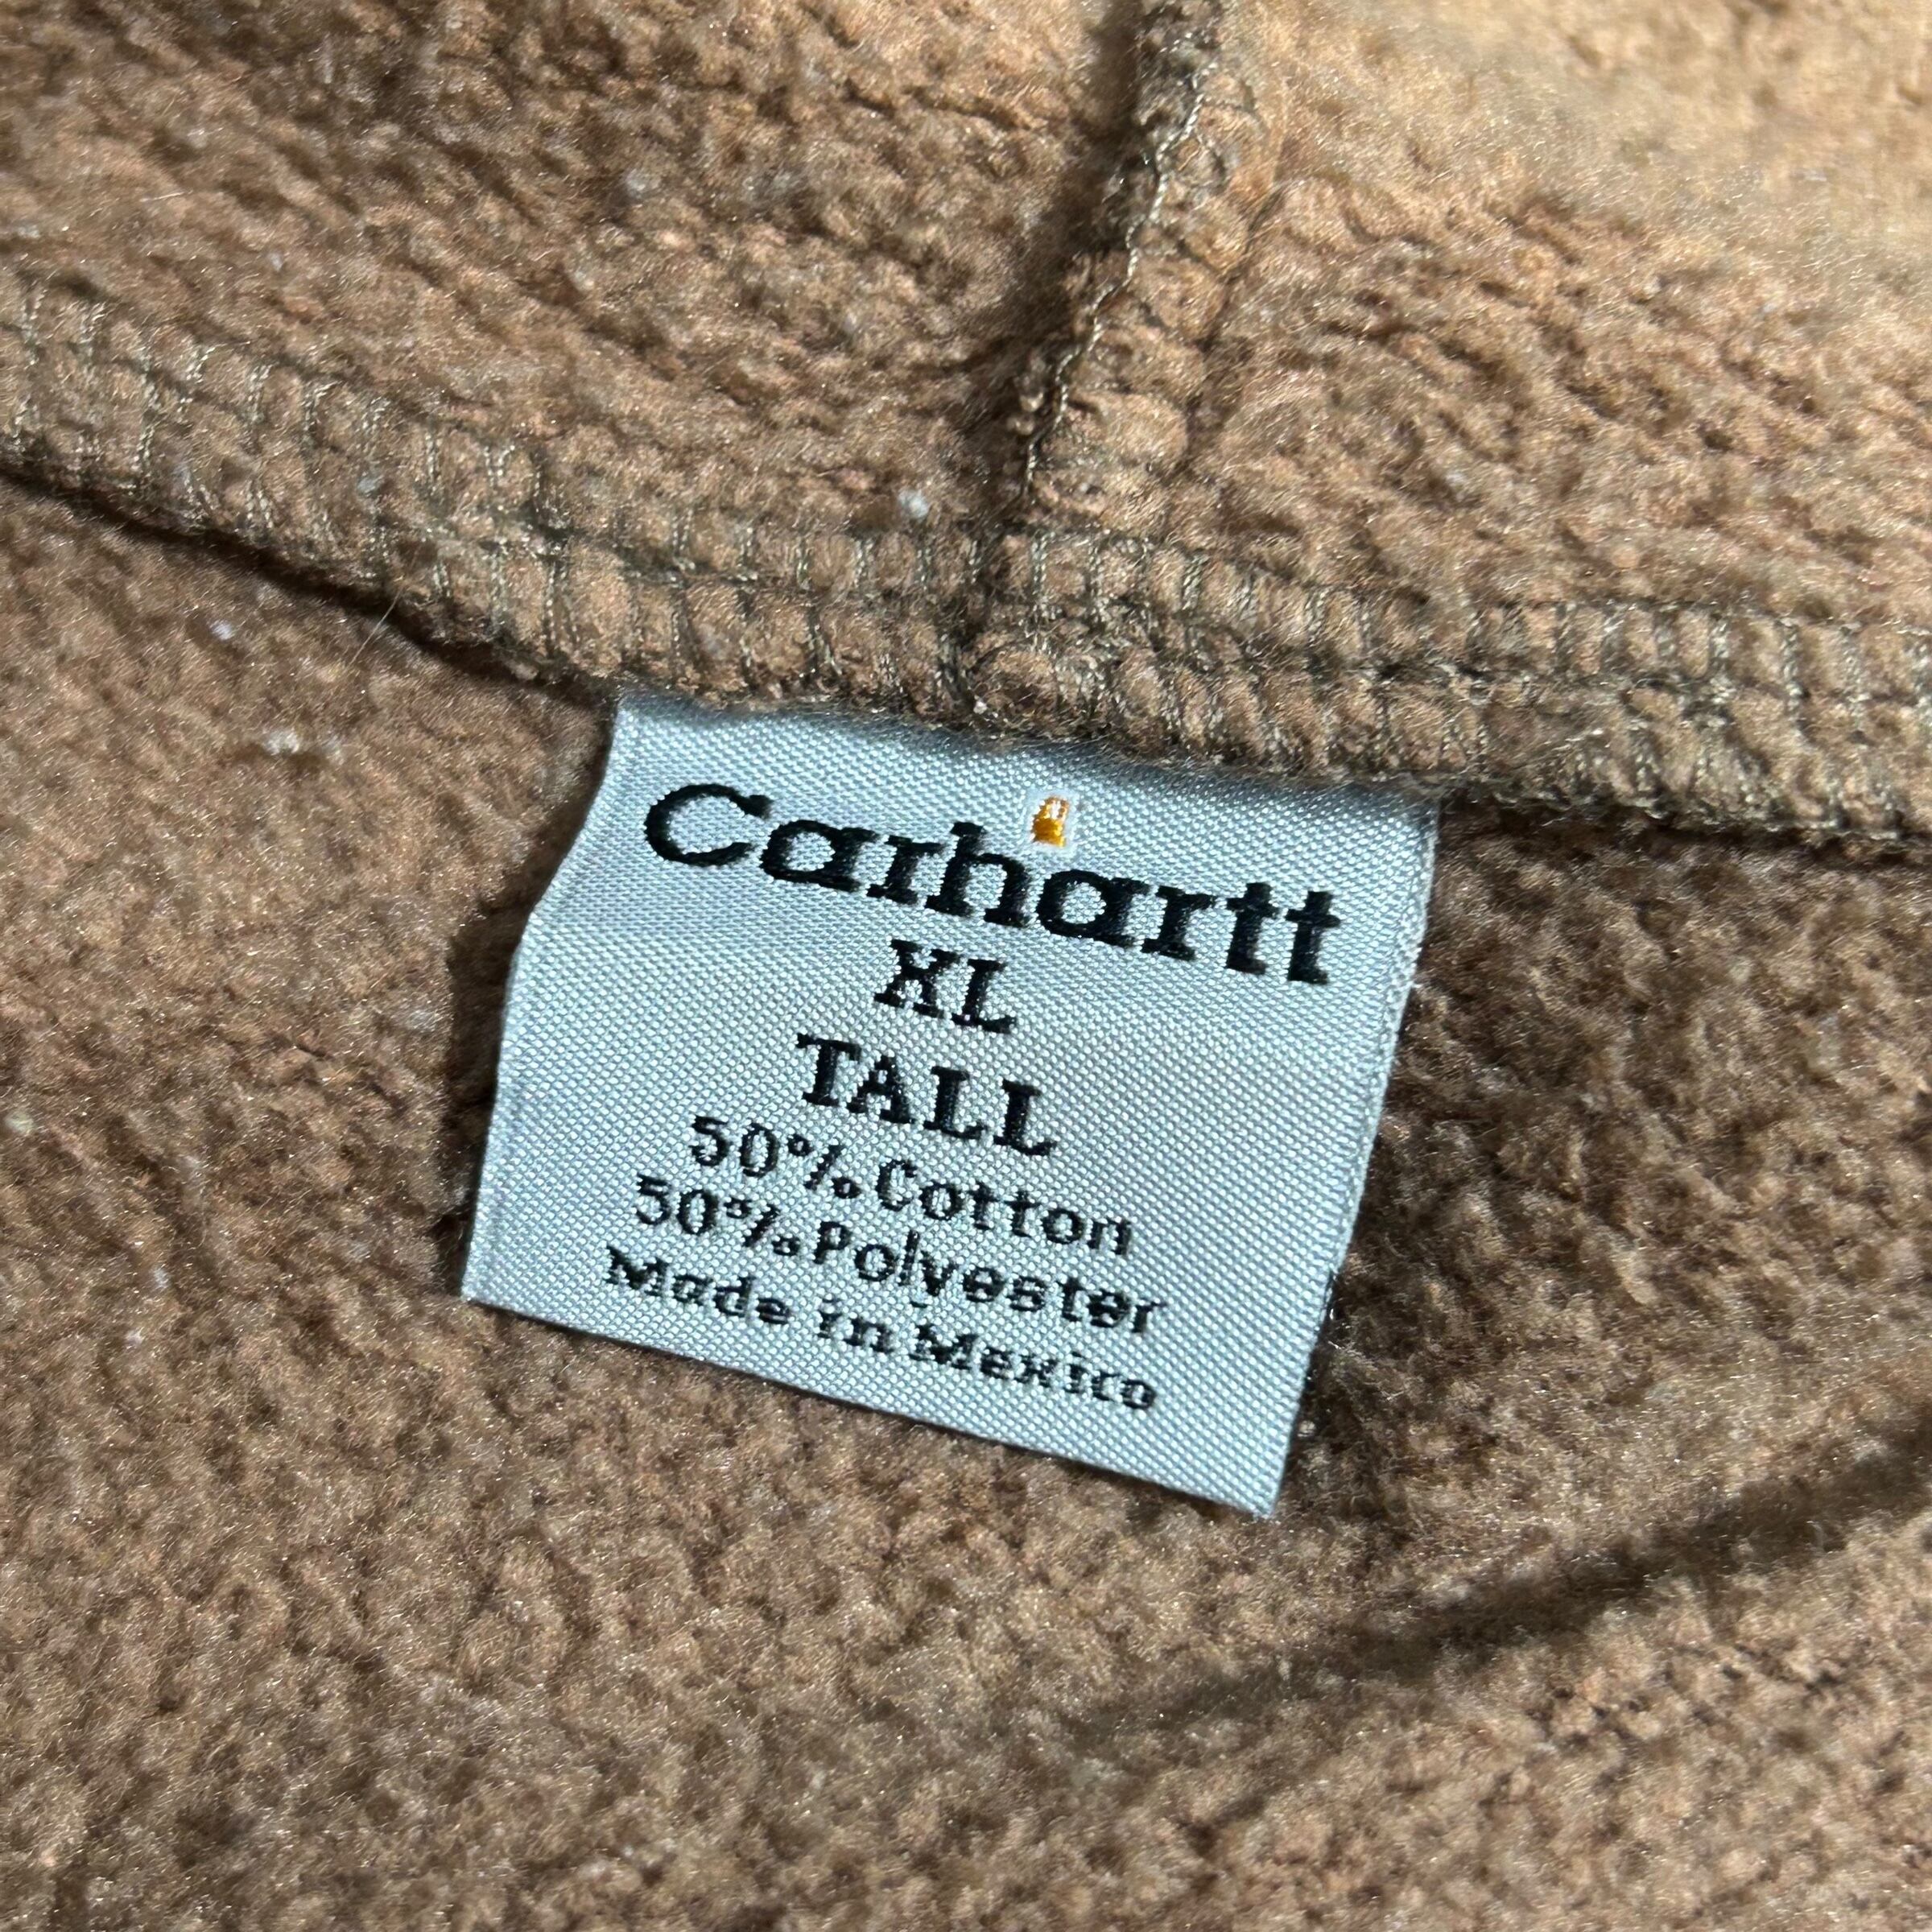 Carhartt
XL
TALL
50% Cotton
50% Polyester
Made in Mexico